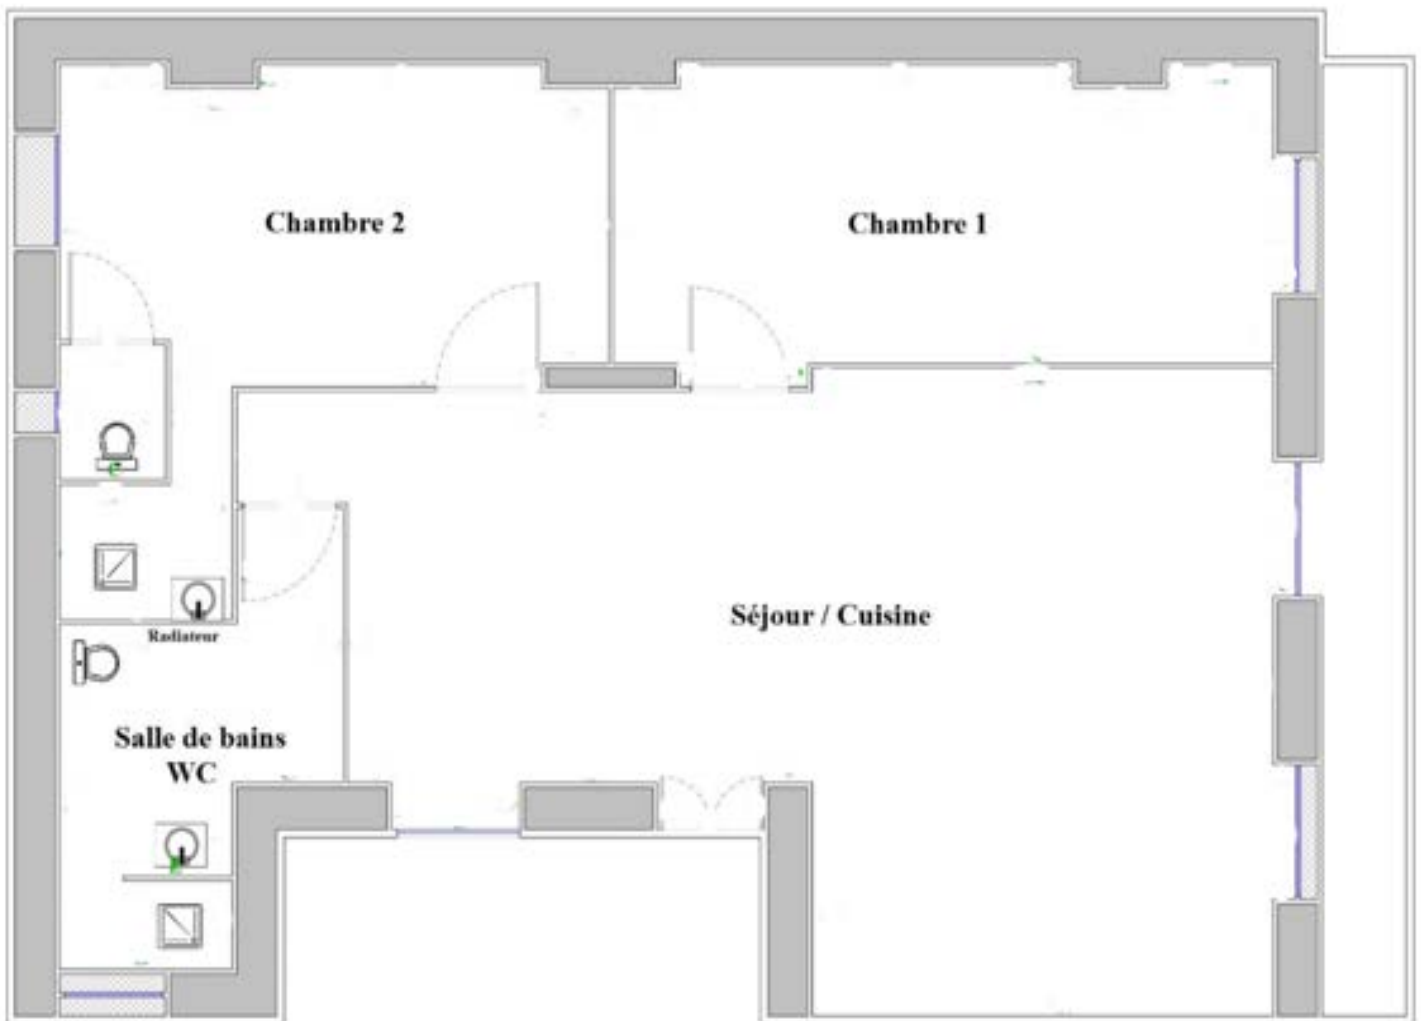 Chambre 2
Chambre 1
Séjour / Cuisine
Radiateur
Salle de bains
WC